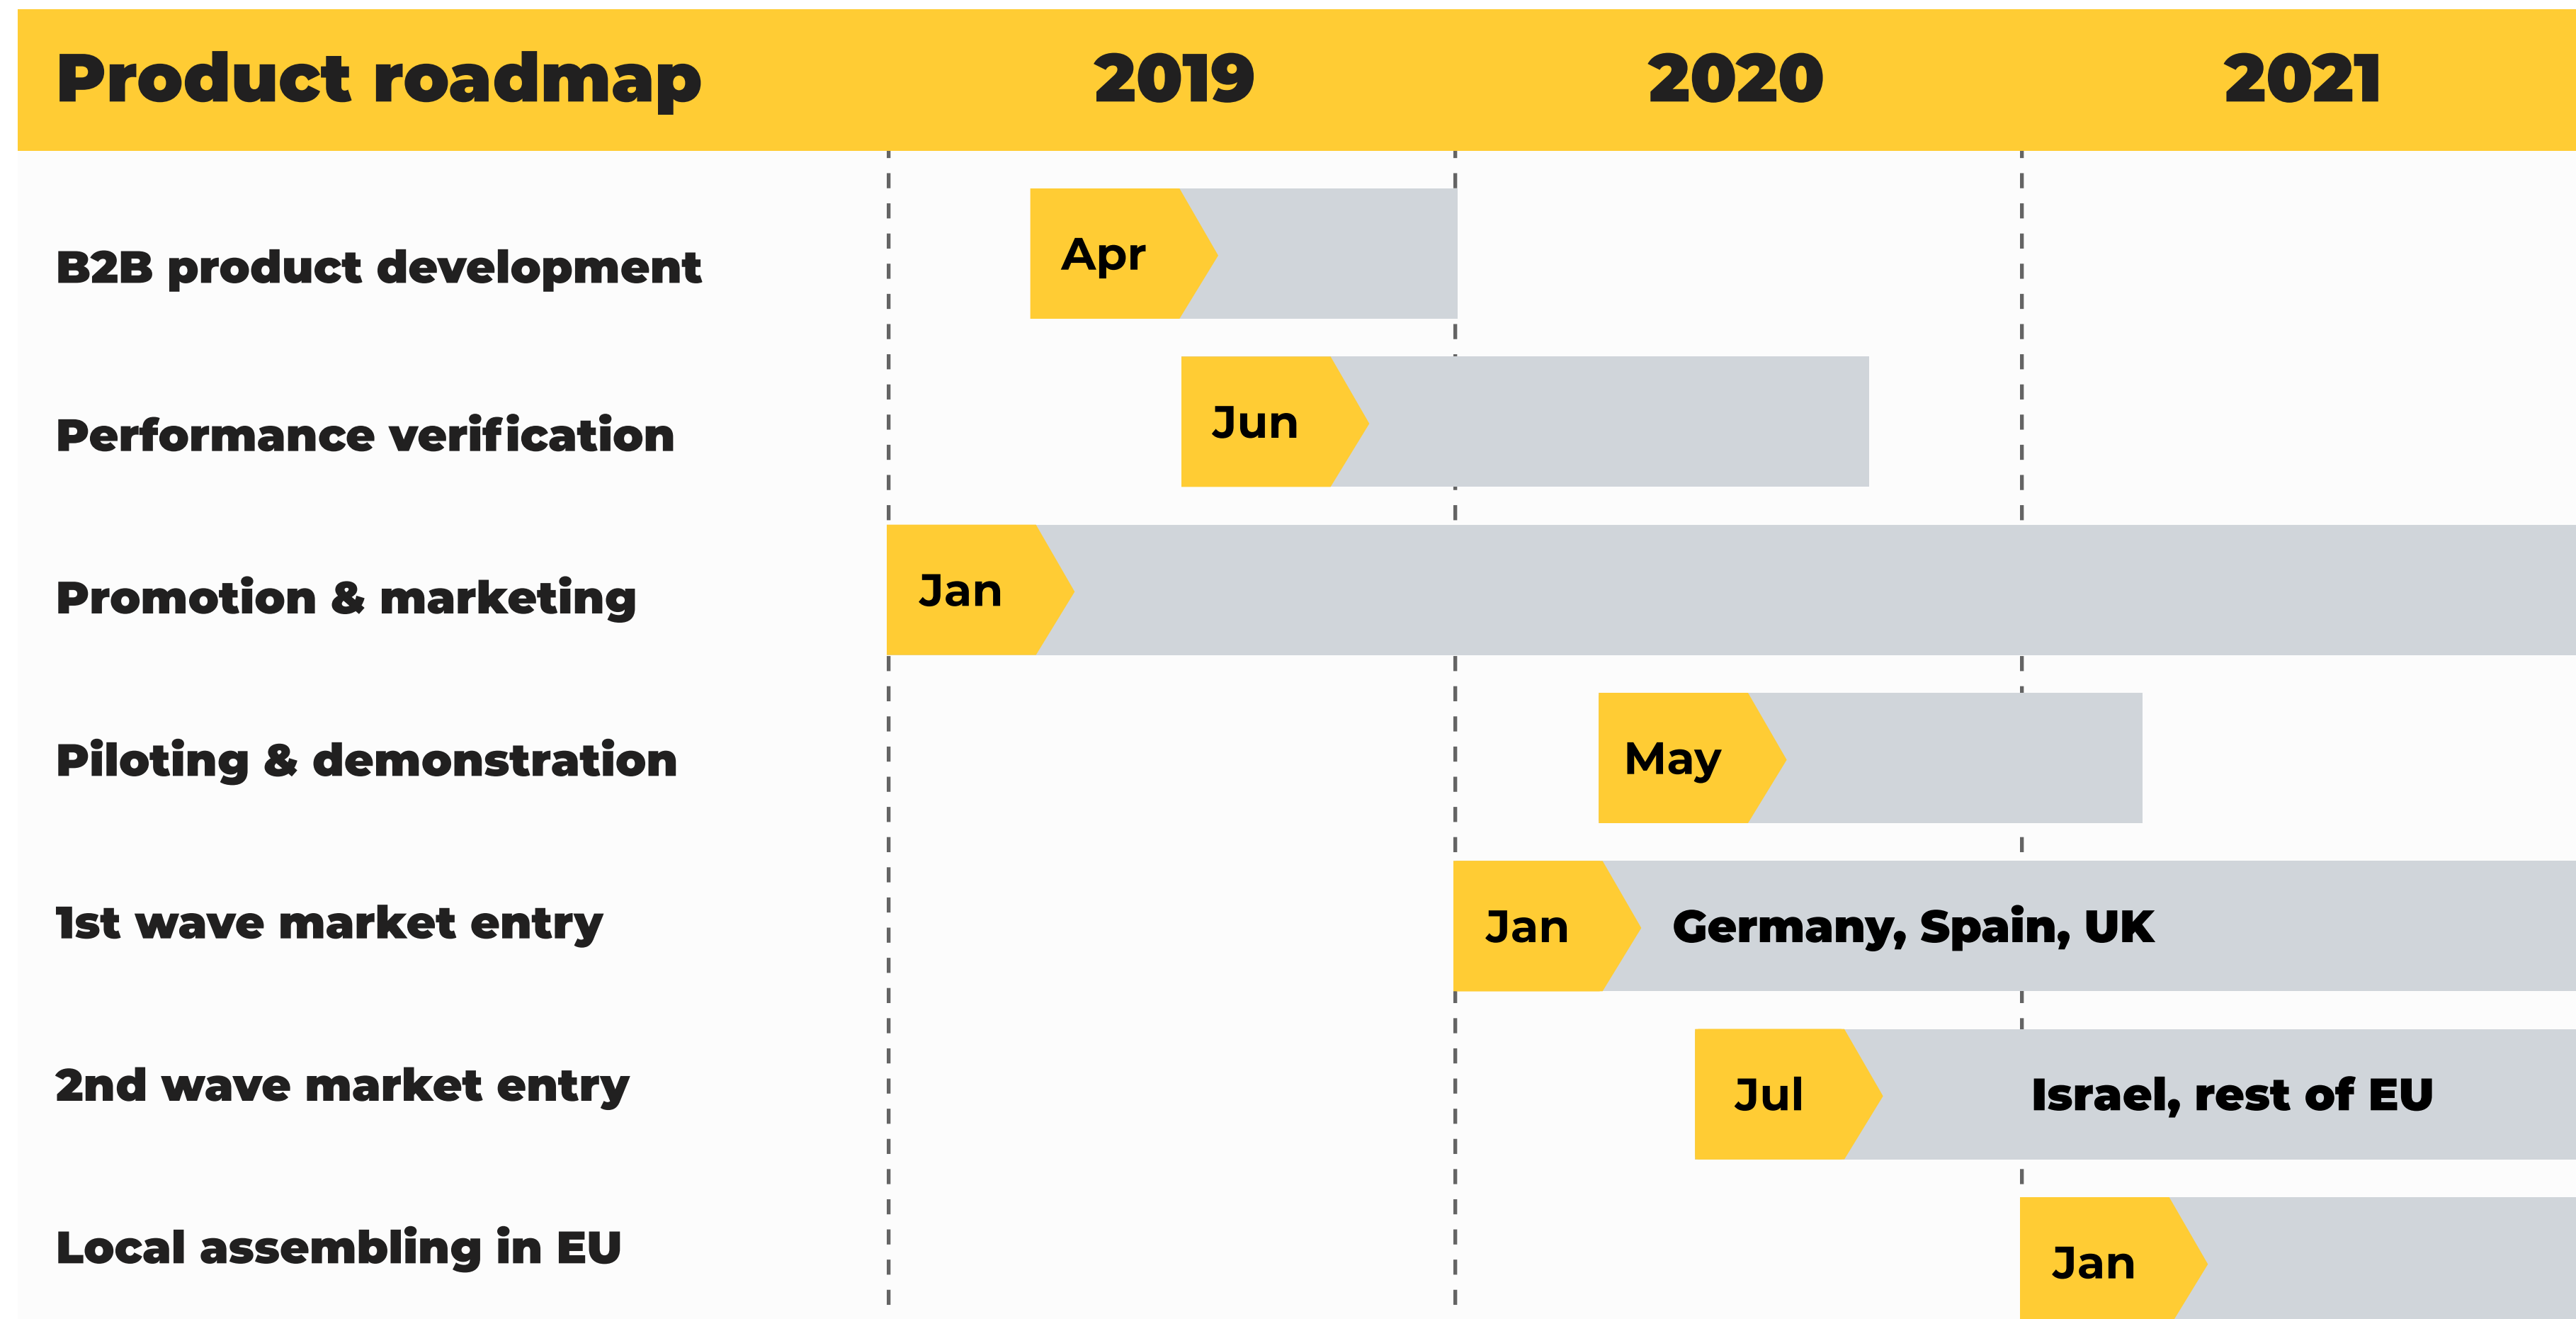 Product roadmap 2019 2020 2021
B2B product development Apr
Performance verification Jun
Promotion & marketing Jan
Piloting & demonstration May
1st wave market entry Jan Germany, Spain, UK
2nd wave market entry Jul Israel, rest of EU
Local assembling in EU Jan